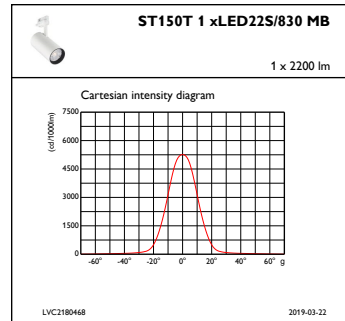 ST150T 1 xLED22S/830 MB
1 x 2200 lm
Cartesian intensity diagram
(cd/1000lm)
7500
6000
4500
3000
1500
0
-60° -40° -20° 0° 20° 40° 60° g
LVC2180468 2019-03-22